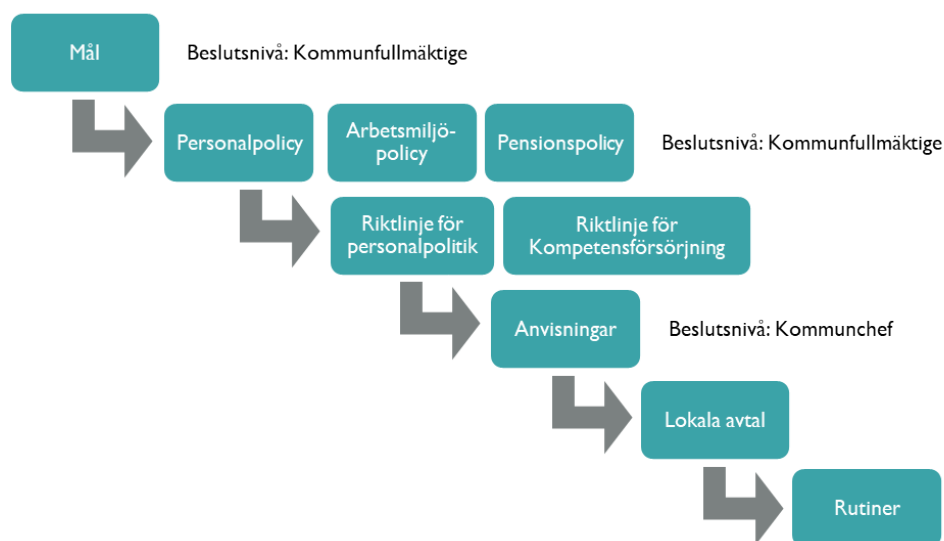 Mål
Beslutsnivå: Kommunfullmäktige
Personalpolicy
Arbetsmiljö-
policy
Pensionspolicy
Beslutsnivå: Kommunfullmäktige
Riktlinje för
personalpolitik
Riktlinje för
Kompetensförsörjning
Anvisningar
Beslutsnivå: Kommunchef
Lokala avtal
Rutiner